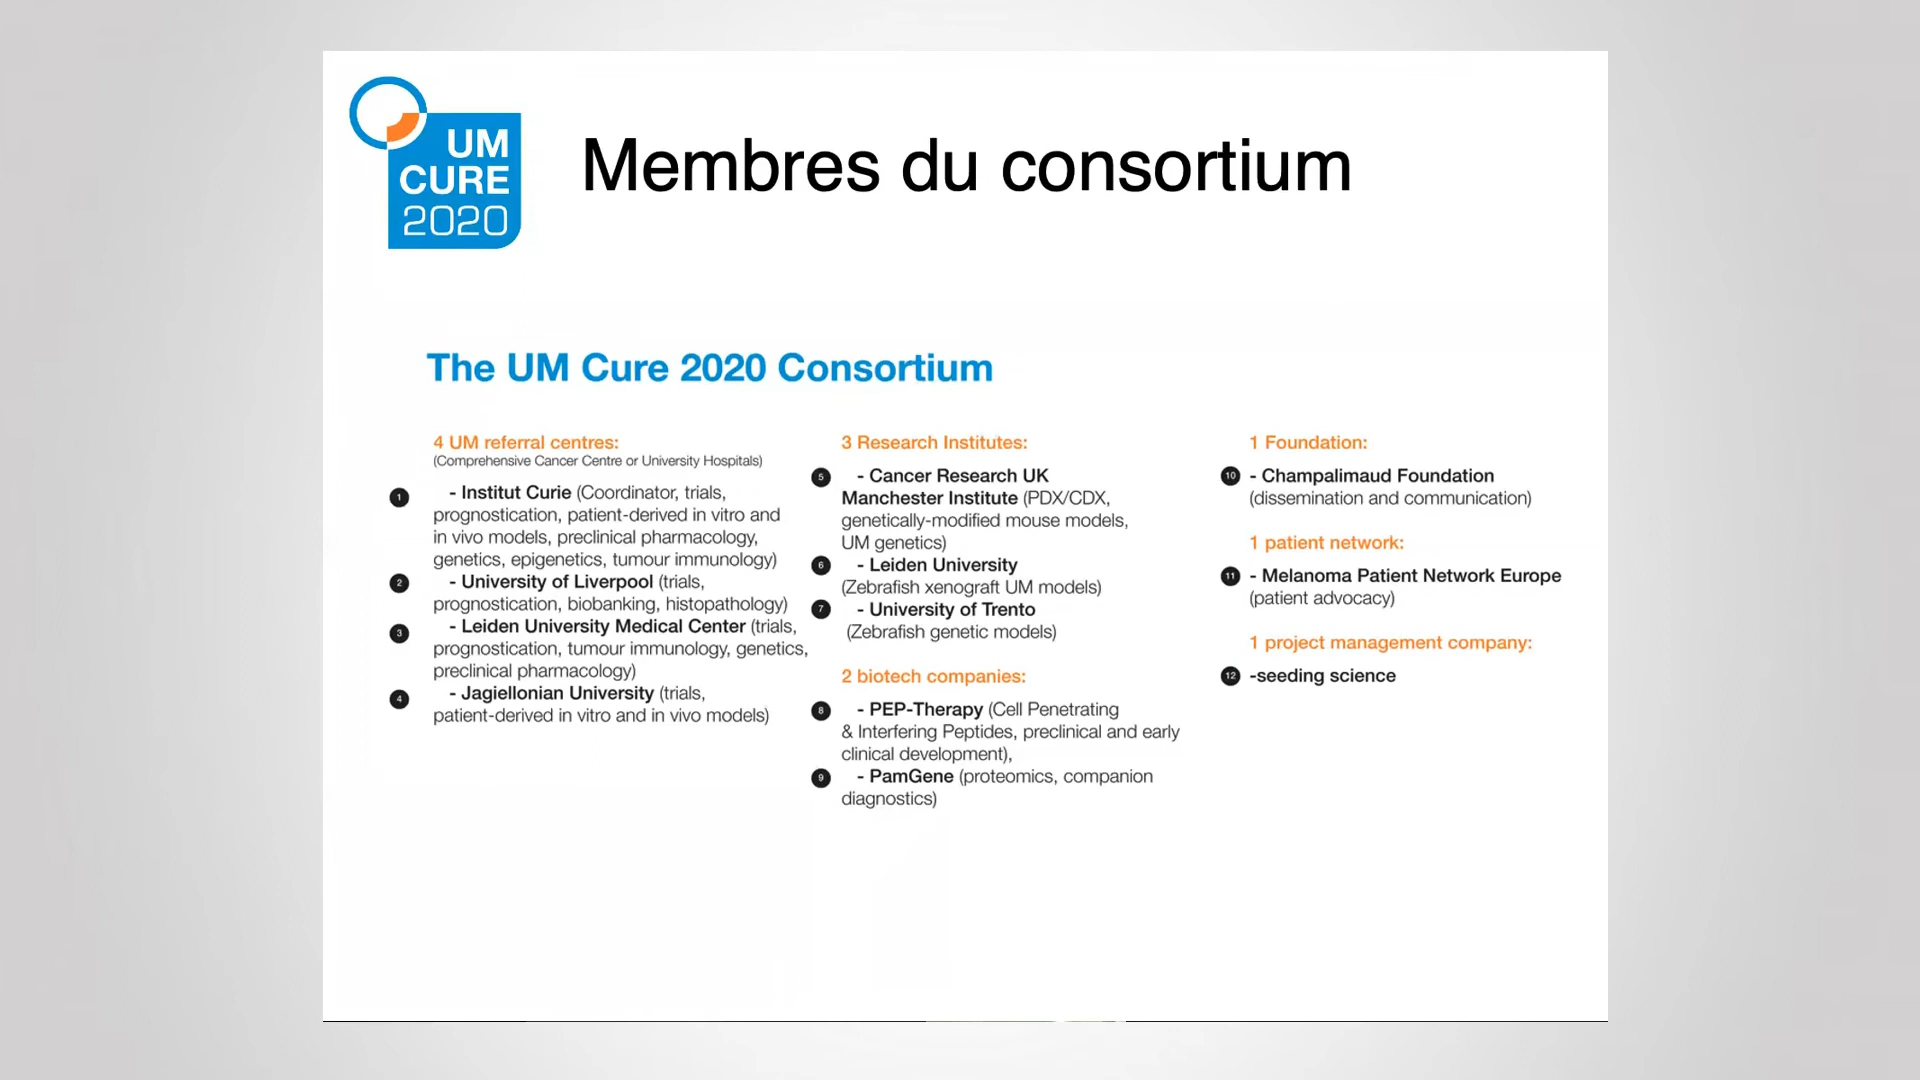 UM
CURE
2020
Membres du consortium
The UM Cure 2020 Consortium
4 UM referral centres:
(Comprehensive Cancer Centre or University Hospitals)
1 - Institut Curie (Coordinator, trials,
prognostication, patient-derived in vitro and
in vivo models, preclinical pharmacology,
genetics, epigenetics, tumour immunology)
2 - University of Liverpool (trials,
prognostication, biobanking, histopathology)
3 - Leiden University Medical Center (trials,
prognostication, tumour immunology, genetics,
preclinical pharmacology)
4 - Jagiellonian University (trials,
patient-derived in vitro and in vivo models)
3 Research Institutes:
5 - Cancer Research UK
Manchester Institute (PDX/CDX,
genetically-modified mouse models,
UM genetics)
6 - Leiden University
(Zebrafish xenograft UM models)
7 - University of Trento
(Zebrafish genetic models)
2 biotech companies:
8 - PEP-Therapy (Cell Penetrating
& Interfering Peptides, preclinical and early
clinical development),
9 - PamGene (proteomics, companion
diagnostics)
1 Foundation:
10 - Champalimaud Foundation
(dissemination and communication)
1 patient network:
11 - Melanoma Patient Network Europe
(patient advocacy)
1 project management company:
12 -seeding science